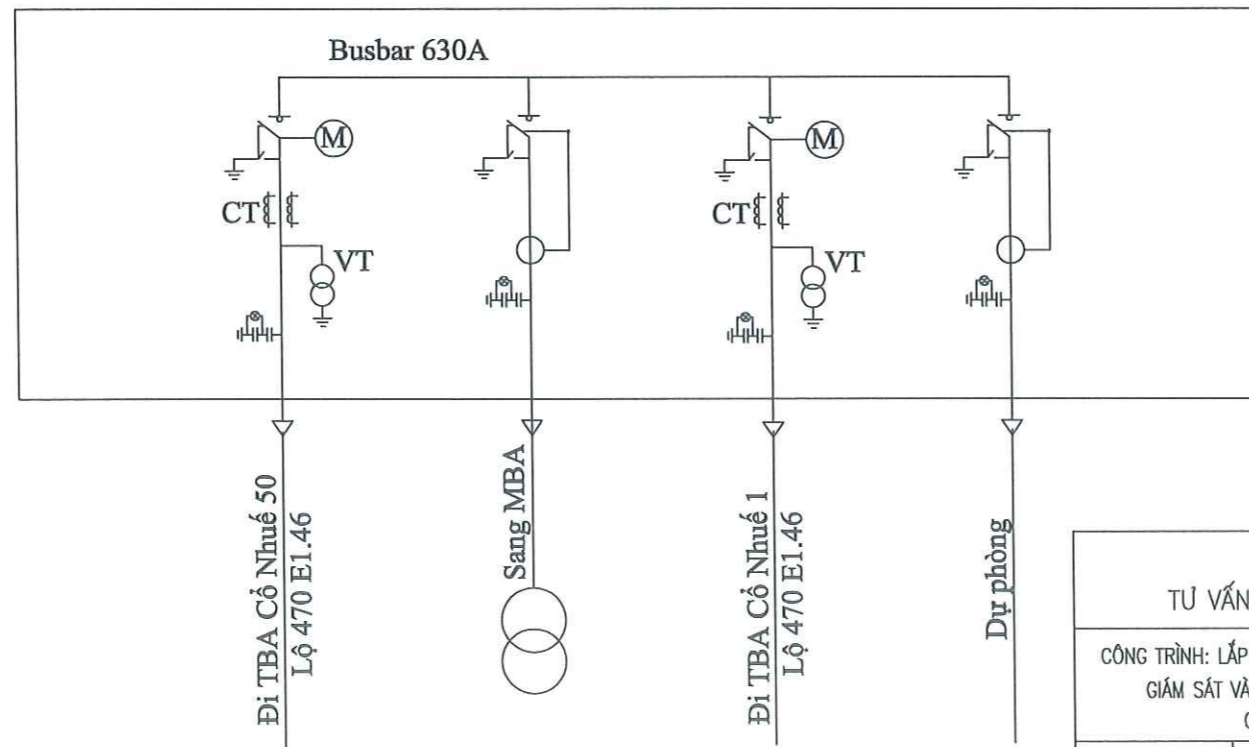 Busbar 630A
M
M
CT
CT
VT
VT
Đi TBA Cổ Nhuế 50
Lộ 470 E1.46
Sang MBA
Đi TBA Cổ Nhuế 1
Lộ 470 E1.46
Dự phòng
TƯ VẤN
CÔNG TRÌNH: LẮP
GIÁM SÁT VÀ